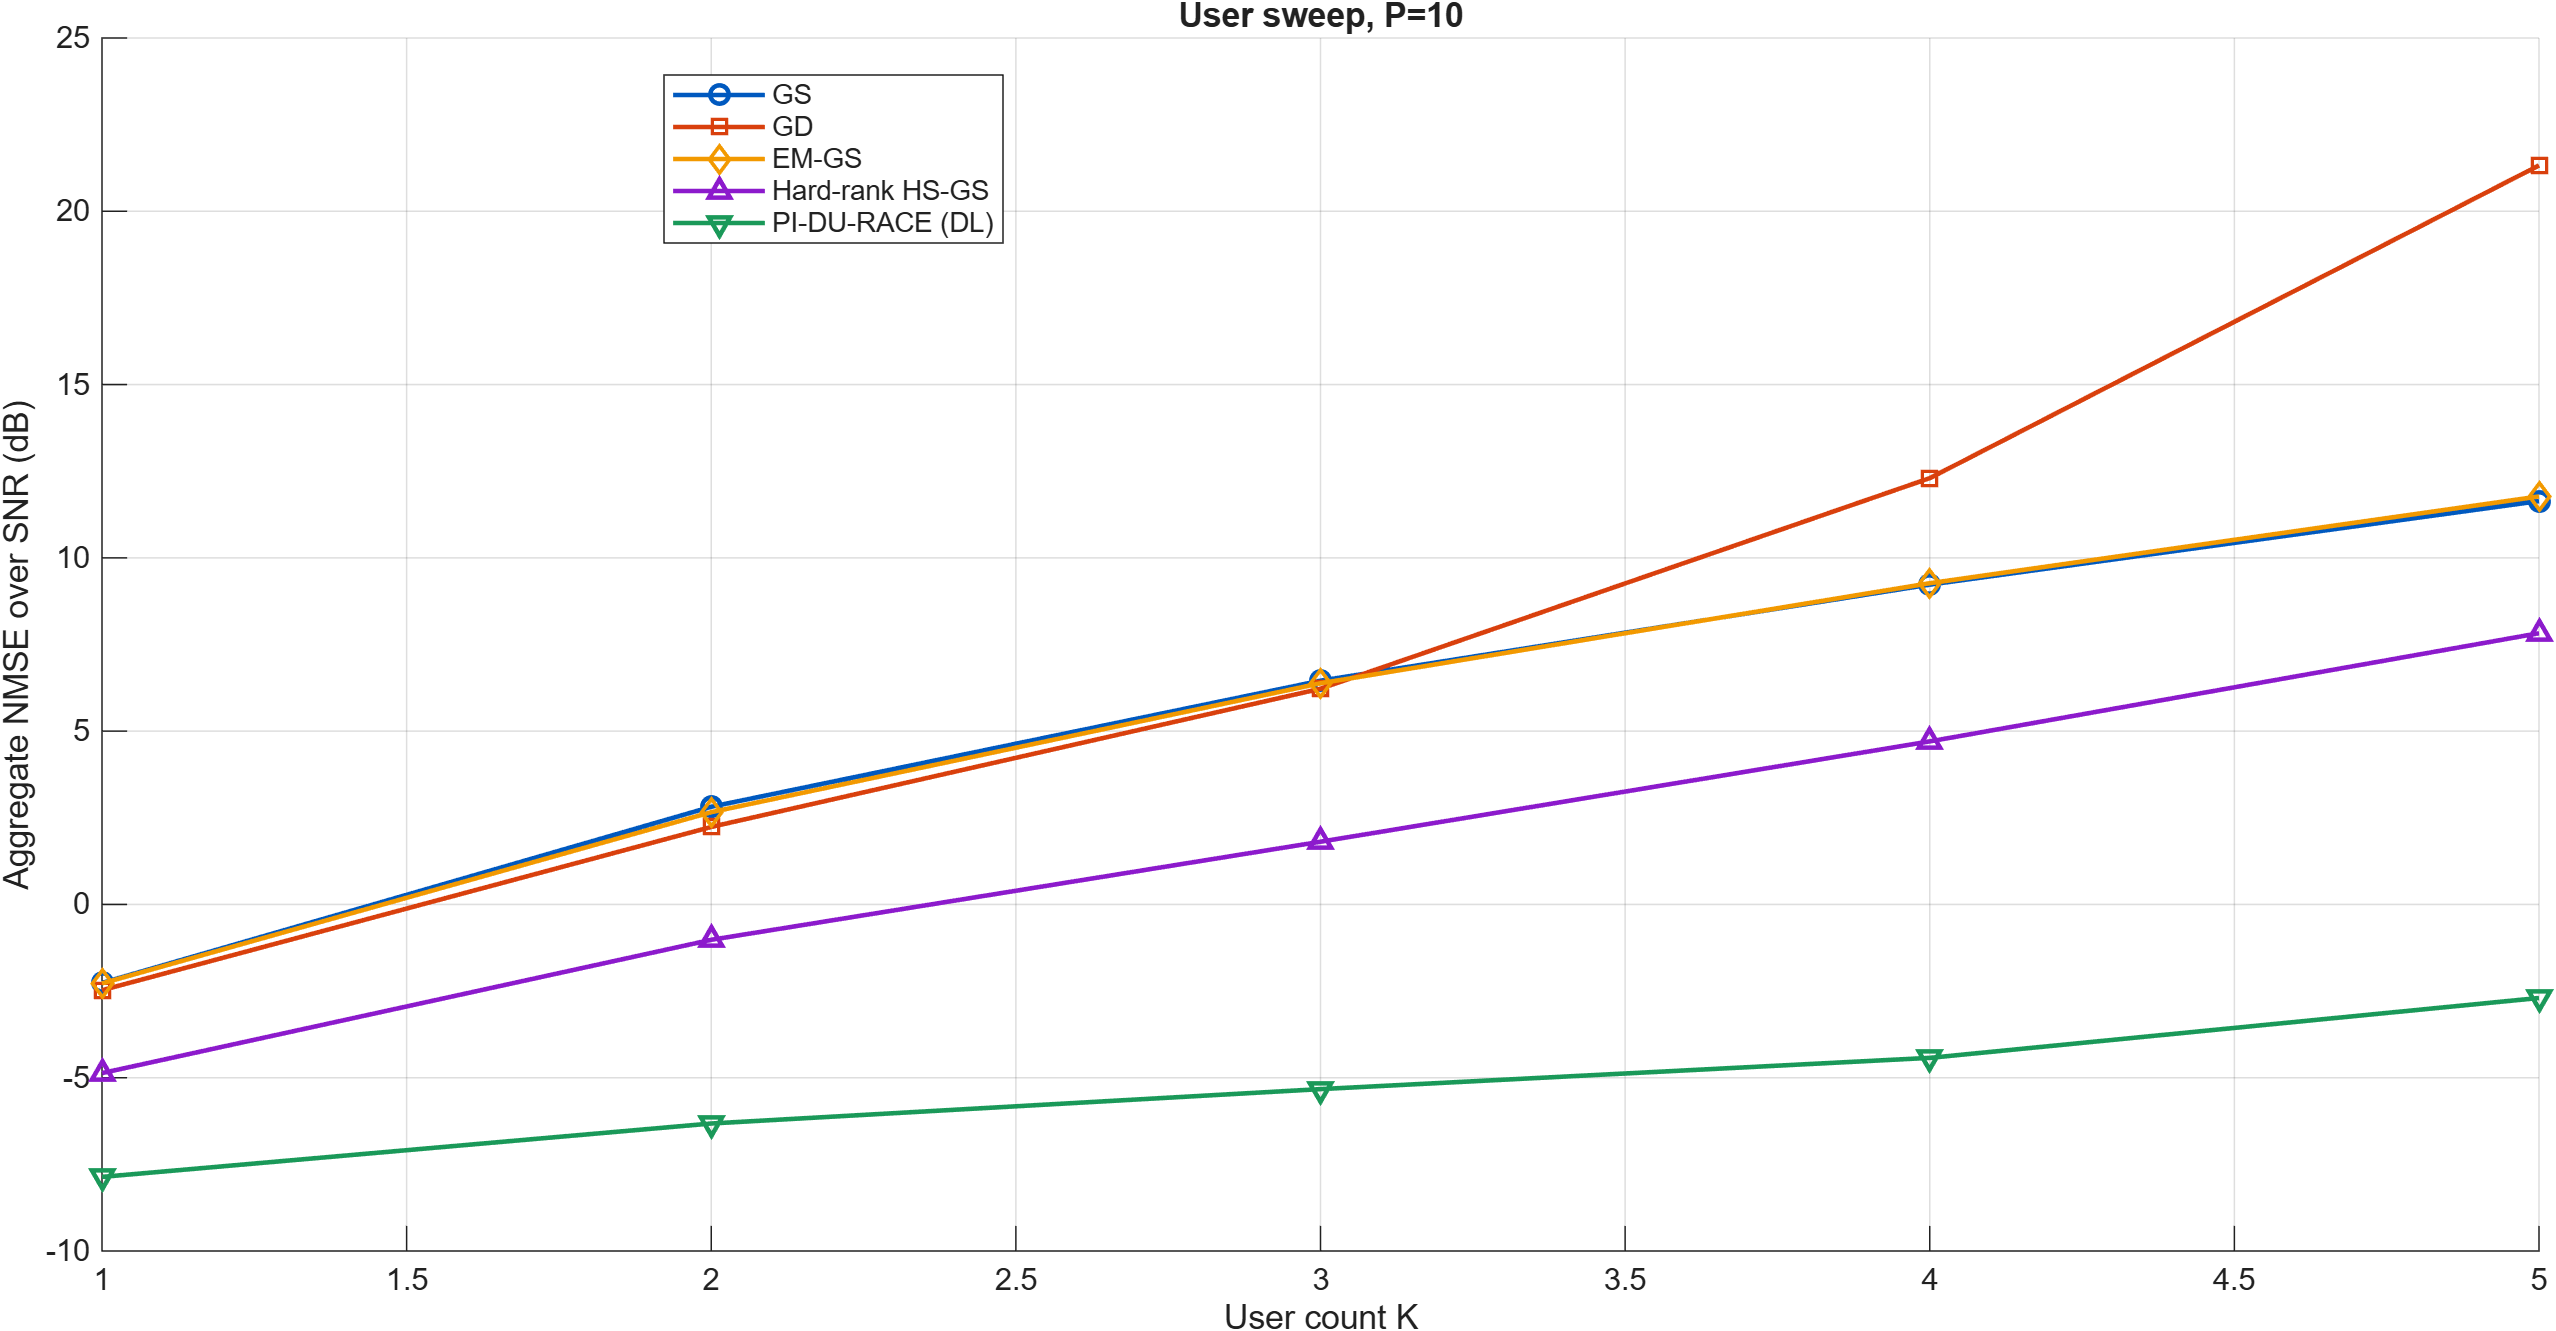 User sweep, P=10
25
20
15
10
5
0
-5
-10
Aggregate NMSE over SNR (dB)
GS
GD
EM-GS
Hard-rank HS-GS
PI-DU-RACE (DL)
1
1.5
2
2.5
3
3.5
4
4.5
5
User count K